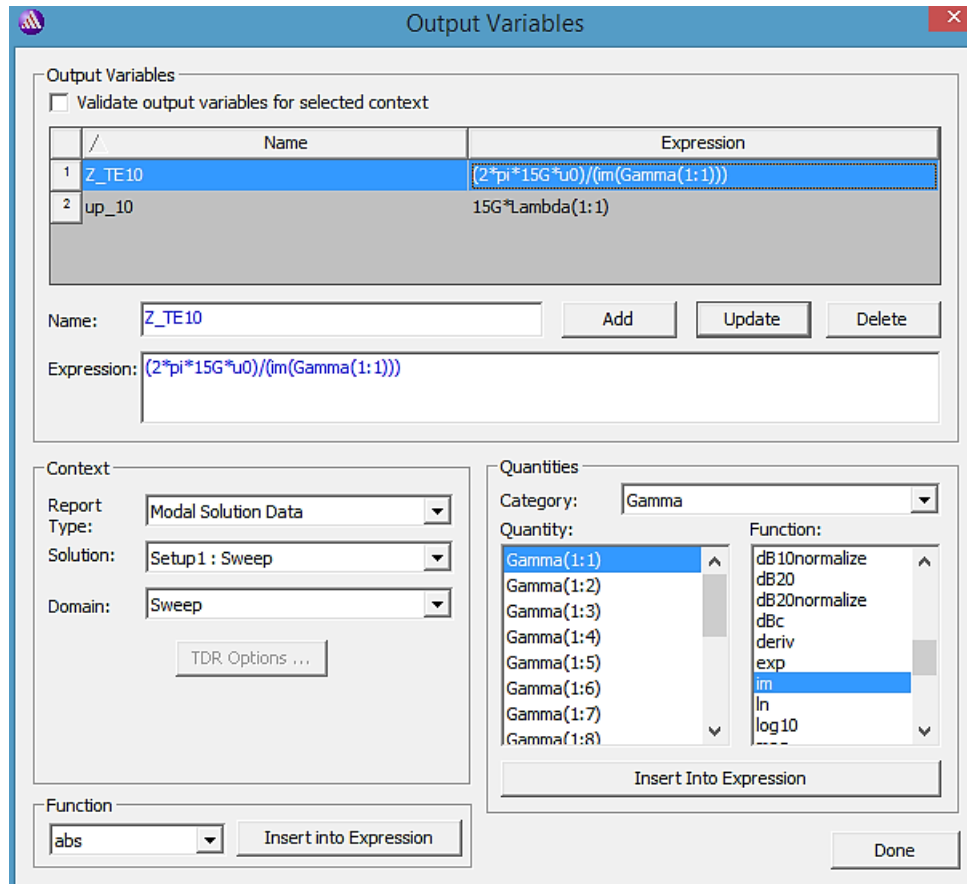 Output Variables
Output Variables
Validate output variables for selected context
/ Name Expression
1 Z_TE10 (2*pi*15G*u0)/(im(Gamma(1:1)))
2 up_10 15G*Lambda(1:1)
Name: Z_TE10 Add Update Delete
Expression: (2*pi*15G*u0)/(im(Gamma(1:1)))
Context
Report Type: Modal Solution Data
Solution: Setup1 : Sweep
Domain: Sweep
TDR Options ...
Quantities
Category: Gamma
Quantity:
Gamma(1:1)
Gamma(1:2)
Gamma(1:3)
Gamma(1:4)
Gamma(1:5)
Gamma(1:6)
Gamma(1:7)
Gamma(1:8)
Function:
dB10normalize
dB20
dB20normalize
dBc
deriv
exp
im
ln
log10
Insert Into Expression
Function
abs Insert into Expression
Done